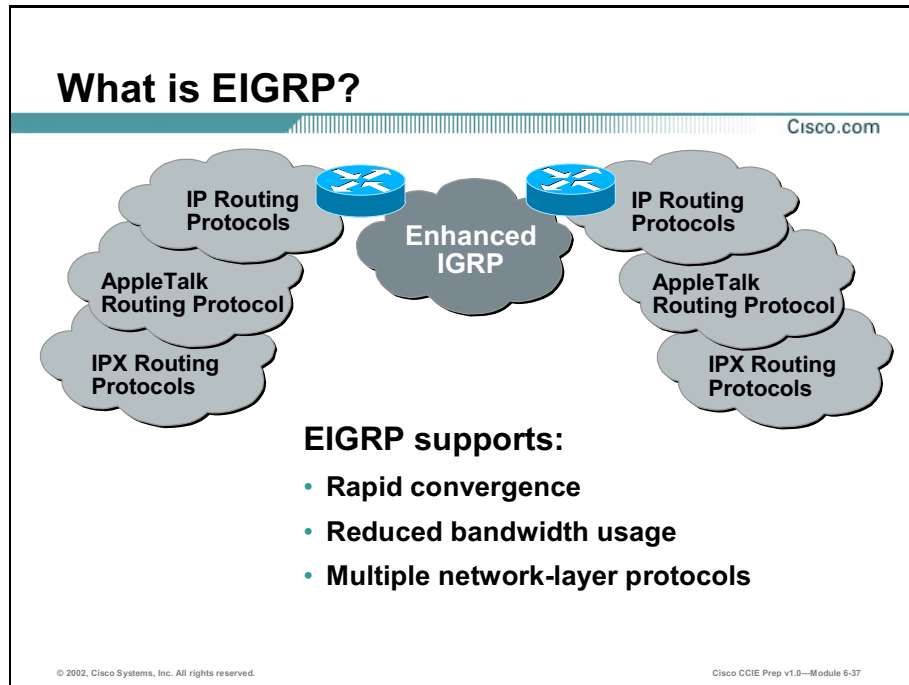 What is EIGRP?
Cisco.com
IP Routing
Protocols
AppleTalk
Routing Protocol
IPX Routing
Protocols
Enhanced
IGRP
IP Routing
Protocols
AppleTalk
Routing Protocol
IPX Routing
Protocols
EIGRP supports:
• Rapid convergence
• Reduced bandwidth usage
• Multiple network-layer protocols
© 2002, Cisco Systems, Inc. All rights reserved.
Cisco CCIE Prep v1.0—Module 6-37